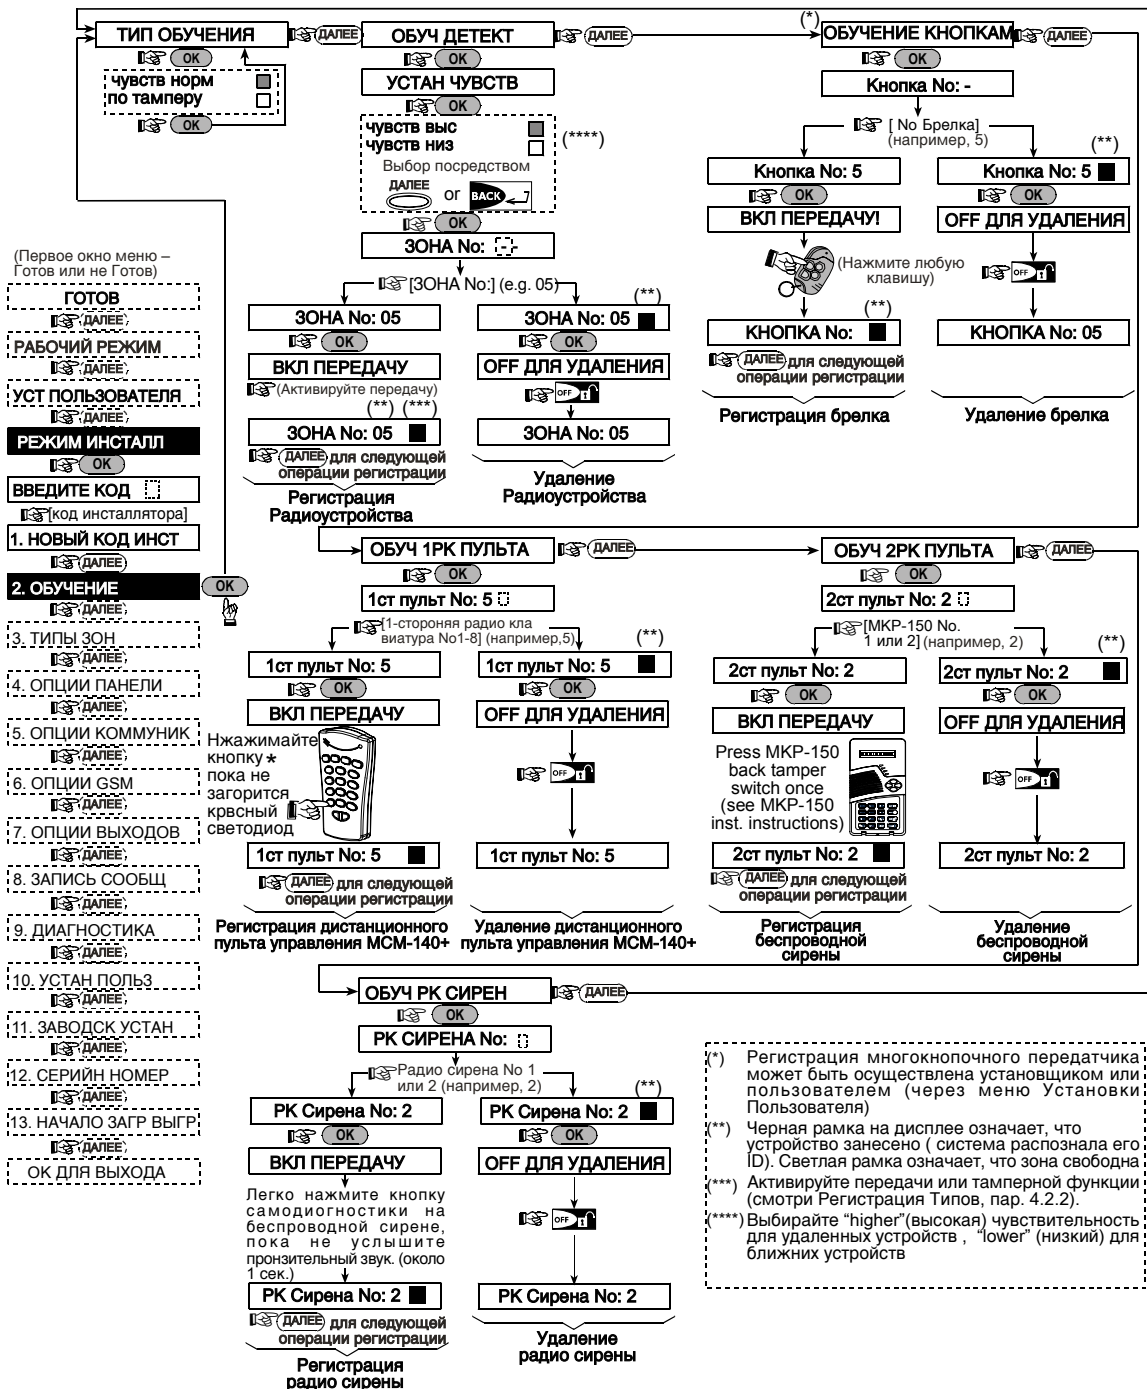 ТИП ОБУЧЕНИЯ
ДАЛЕЕ
ОБУЧ ДЕТЕКТ
ДАЛЕЕ
(*)
ОБУЧЕНИЕ КНОПКАМ
ДАЛЕЕ
OK
чувств норм
по тамперу
OK
OK
УСТАН ЧУВСТВ
OK
чувств выс
чувств низ
(****)
Выбор посредством
ДАЛЕЕ
or
BACK
OK
ЗОНА No: - -
[ЗОНА No:] (e.g. 05)
ЗОНА No: 05
OK
ВКЛ ПЕРЕДАЧУ
(Активируйте передачу)
(**) (***)
ЗОНА No: 05
ДАЛЕЕ для следующей
операции регистрации
Регистрация
Радиоустройства
(**)
ЗОНА No: 05
OK
OFF ДЛЯ УДАЛЕНИЯ
OFF
ЗОНА No: 05
Удаление
Радиоустройства
OK
Кнопка No: -
[ No Брелка]
(например, 5)
Кнопка No: 5
OK
ВКЛ ПЕРЕДАЧУ!
(Нажмите любую
клавишу)
(**)
КНОПКА No:
ДАЛЕЕ для следующей
операции регистрации
Регистрация брелка
(**)
Кнопка No: 5
OK
OFF ДЛЯ УДАЛЕНИЯ
OFF
КНОПКА No: 05
Удаление брелка
(Первое окно меню –
Готов или не Готов)
ГОТОВ
ДАЛЕЕ
РАБОЧИЙ РЕЖИМ
ДАЛЕЕ
УСТ ПОЛЬЗОВАТЕЛЯ
ДАЛЕЕ
РЕЖИМ ИНСТАЛЛ
OK
ВВЕДИТЕ КОД
[код инсталлятора]
1. НОВЫЙ КОД ИНСТ
ДАЛЕЕ
2. ОБУЧЕНИЕ
OK
ДАЛЕЕ
3. ТИПЫ ЗОН
ДАЛЕЕ
4. ОПЦИИ ПАНЕЛИ
ДАЛЕЕ
5. ОПЦИИ КОММУНИК
ДАЛЕЕ
6. ОПЦИИ GSM
ДАЛЕЕ
7. ОПЦИИ ВЫХОДОВ
ДАЛЕЕ
8. ЗАПИСЬ СООБЩ
ДАЛЕЕ
9. ДИАГНОСТИКА
ДАЛЕЕ
10. УСТАН ПОЛЬЗ
ДАЛЕЕ
11. ЗАВОДСК УСТАН
ДАЛЕЕ
12. СЕРИЙН НОМЕР
ДАЛЕЕ
13. НАЧАЛО ЗАГР ВЫГР
ДАЛЕЕ
ОК ДЛЯ ВЫХОДА
ОБУЧ 1РК ПУЛЬТА
ДАЛЕЕ
OK
1ст пульт No: 5
[1-стороняя радио кла
виатура No1-8] (например,5)
1ст пульт No: 5
OK
ВКЛ ПЕРЕДАЧУ
Нжажимайте
кнопку *
пока не
загорится
крвсный
светодиод
1ст пульт No: 5
ДАЛЕЕ для следующей
операции регистрации
Регистрация дистанционного
пульта управления МСМ-140+
(**)
1ст пульт No: 5
OK
OFF ДЛЯ УДАЛЕНИЯ
OFF
1ст пульт No: 5
Удаление дистанционного
пульта управления МСМ-140+
ОБУЧ 2РК ПУЛЬТА
ДАЛЕЕ
OK
2ст пульт No: 2
[MKP-150 No.
1 или 2] (например, 2)
2ст пульт No: 2
OK
ВКЛ ПЕРЕДАЧУ
Press MKP-150
back tamper
switch once
(see MKP-150
inst. instructions)
2ст пульт No: 2
ДАЛЕЕ для следующей
операции регистрации
Регистрация
беспроводной
сирены
(**)
2ст пульт No: 2
OK
OFF ДЛЯ УДАЛЕНИЯ
OFF
2ст пульт No: 2
Удаление
беспроводной
сирены
ОБУЧ РК СИРЕН
ДАЛЕЕ
OK
РК СИРЕНА No:
Радио сирена No 1
или 2 (например, 2)
РК Сирена No: 2
OK
ВКЛ ПЕРЕДАЧУ
Легко нажмите кнопку
самодиогностики на
беспроводной сирене,
пока не услышите
пронзительный звук. (около
1 сек.)
РК Сирена No: 2
ДАЛЕЕ для следующей
операции регистрации
Регистрация
радио сирены
(**)
РК Сирена No: 2
OK
OFF ДЛЯ УДАЛЕНИЯ
OFF
РК Сирена No: 2
Удаление
радио сирены
(*) Регистрация многокнопочного передатчика
может быть осуществлена установщиком или
пользователем (через меню Установки
Пользователя)
(**) Черная рамка на дисплее означает, что
устройство занесено ( система распознала его
ID). Светлая рамка означает, что зона свободна
(***) Активируйте передачи или тамперной функции
(смотри Регистрация Типов, пар. 4.2.2).
(****) Выбирайте “higher”(высокая) чувствительность
для удаленных устройств , “lower” (низкий) для
ближних устройств